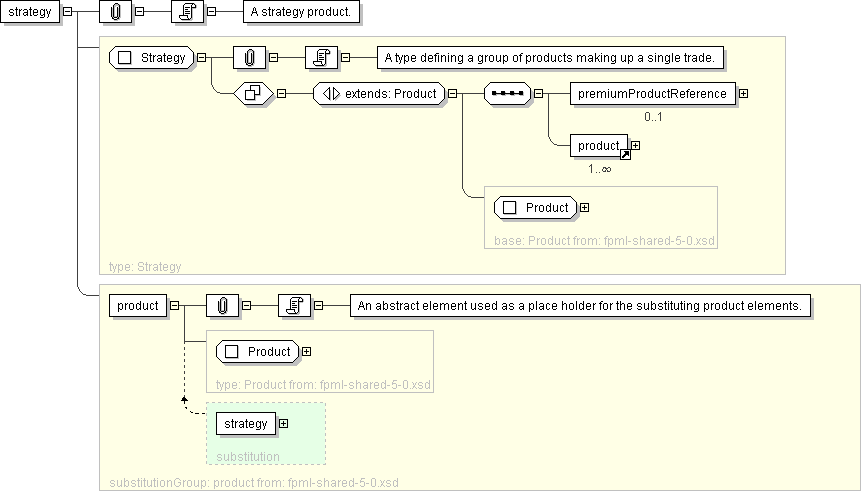 strategy
A strategy product.
Strategy
A type defining a group of products making up a single trade.
extends: Product
premiumProductReference
0..1
product
1..∞
Product
base: Product from: fpml-shared-5-0.xsd
type: Strategy
product
An abstract element used as a place holder for the substituting product elements.
Product
type: Product from: fpml-shared-5-0.xsd
strategy
substitution
substitutionGroup: product from: fpml-shared-5-0.xsd